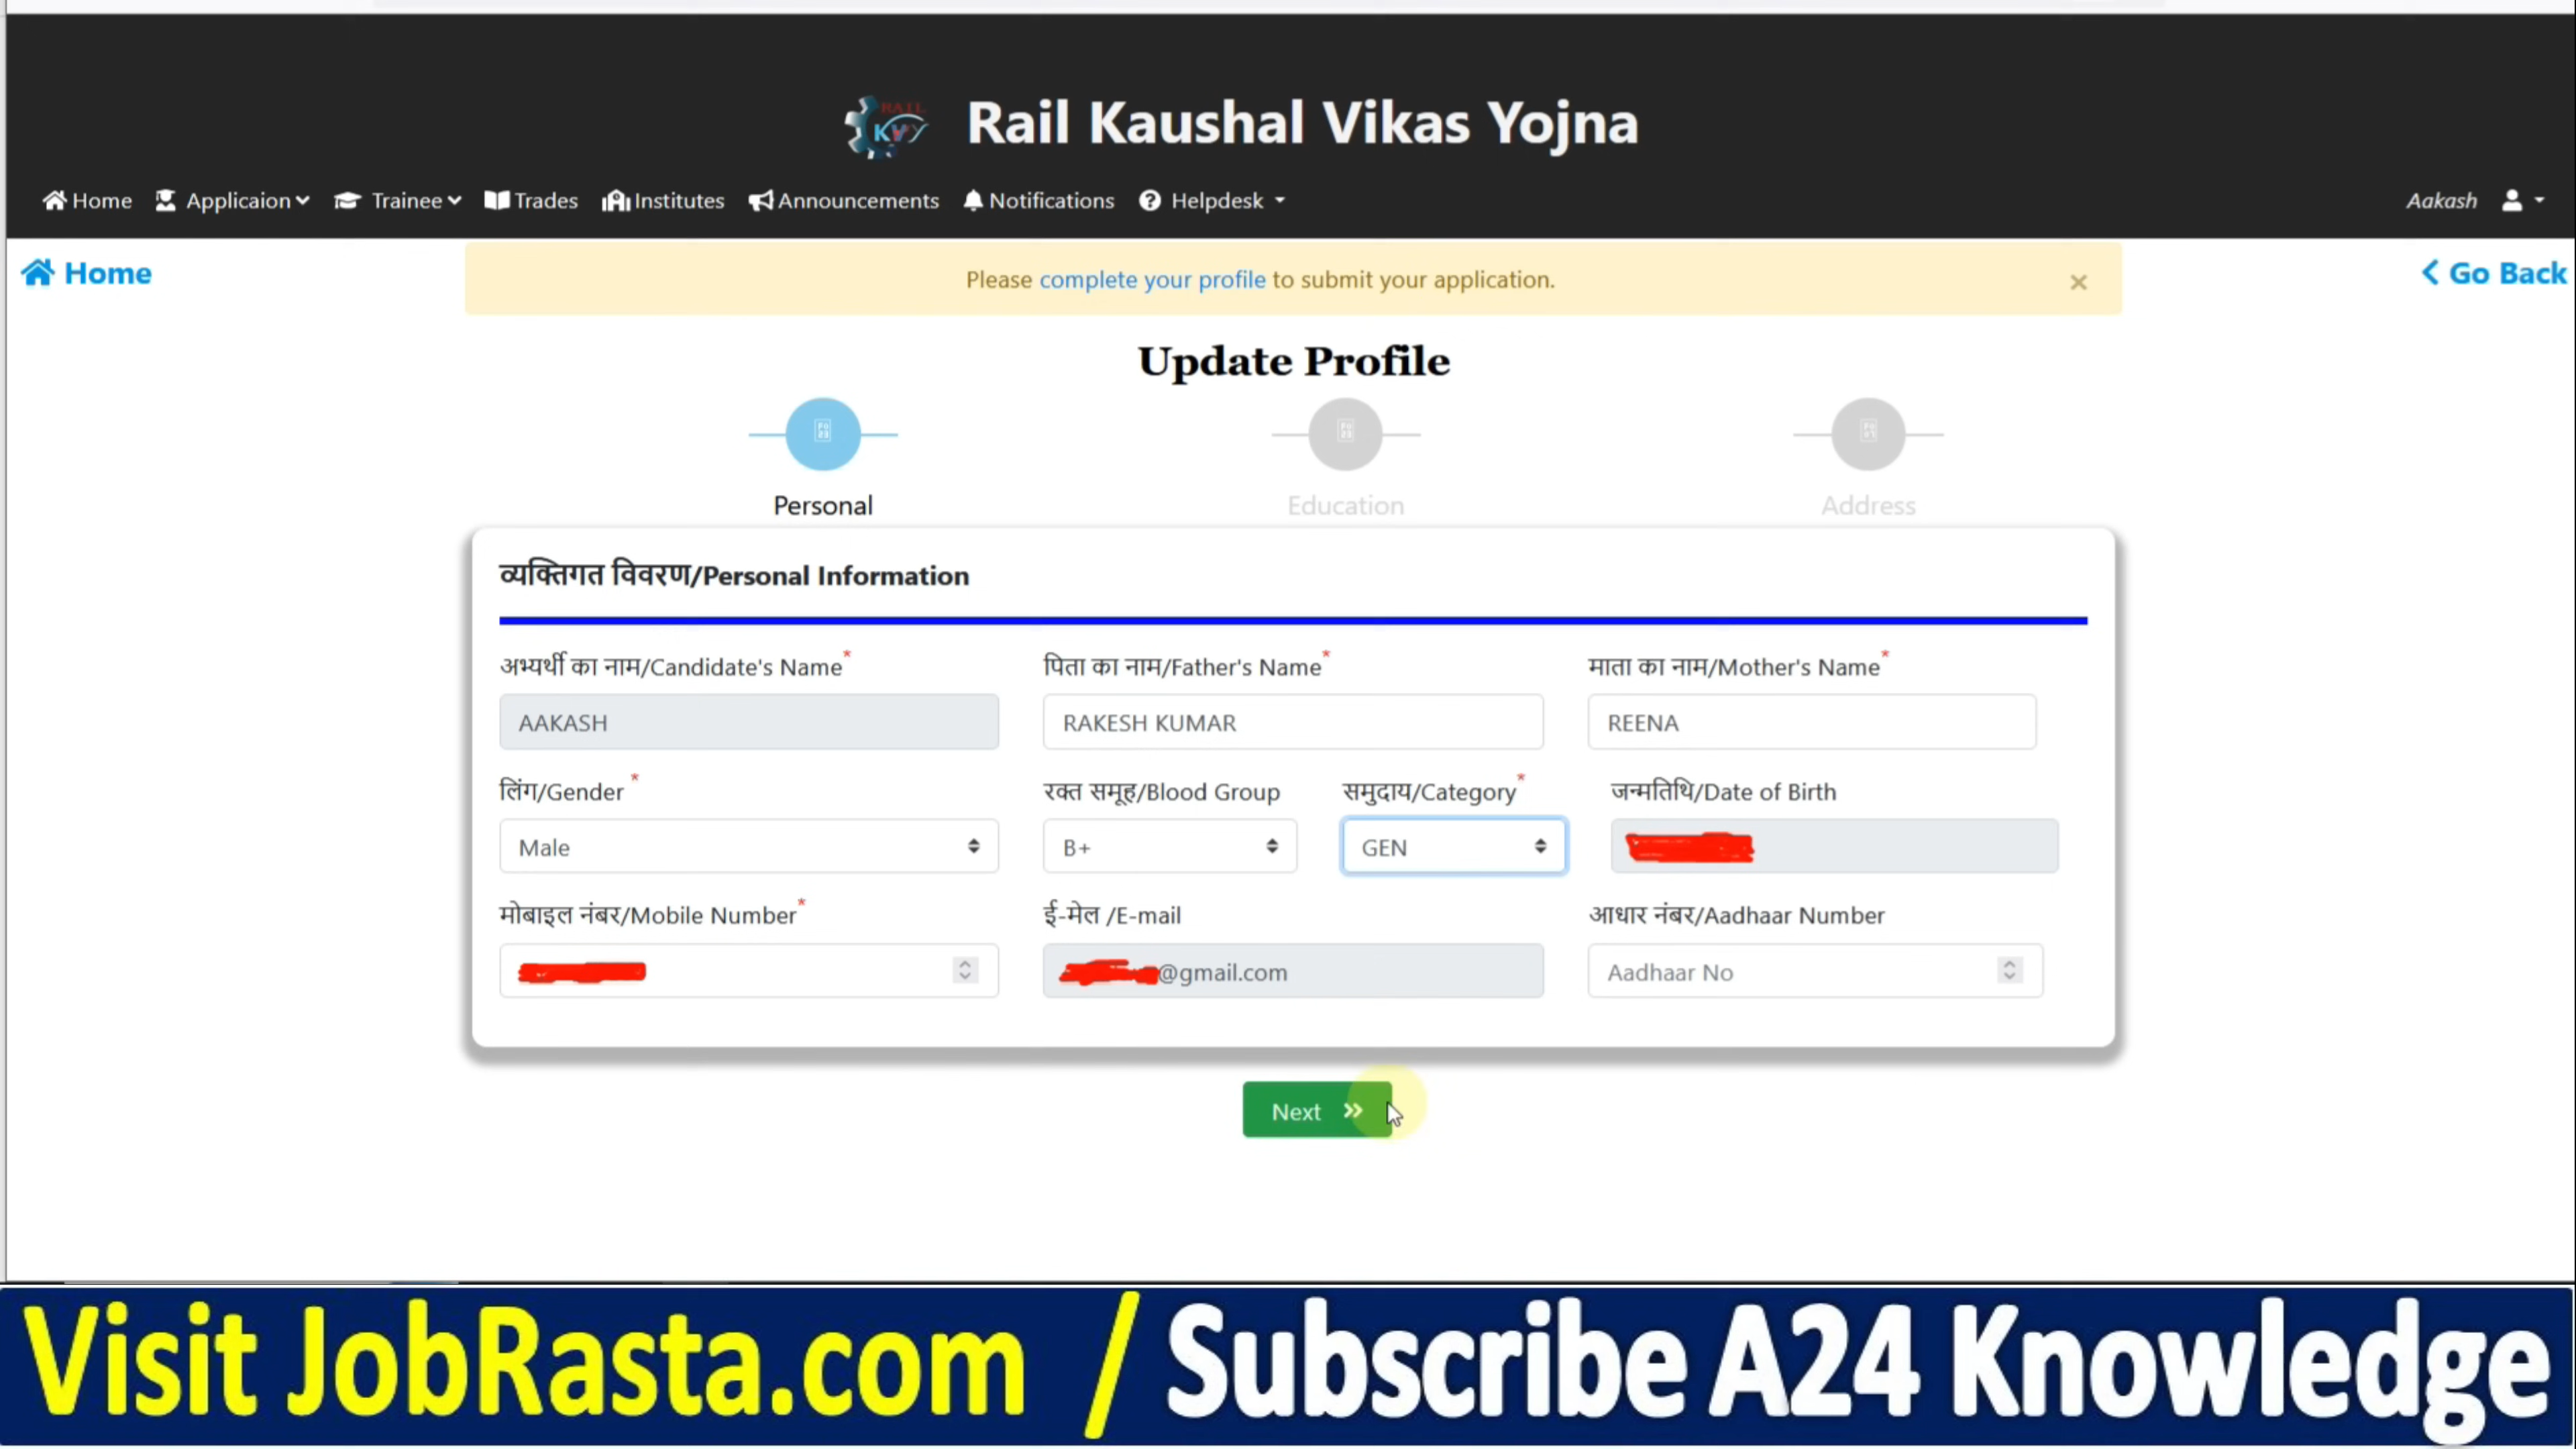 RAIL
KVY
Rail Kaushal Vikas Yojna
Home Applicaion Trainee Trades Institutes Announcements Notifications Helpdesk Aakash
Home
Please complete your profile to submit your application. ×
Go Back
Update Profile
Personal Education Address
व्यक्तिगत विवरण/Personal Information
अभ्यर्थी का नाम/Candidate's Name* पिता का नाम/Father's Name* माता का नाम/Mother's Name*
AAKASH RAKESH KUMAR REENA
लिंग/Gender * रक्त समूह/Blood Group समुदाय/Category* जन्मतिथि/Date of Birth
Male B+ GEN
मोबाइल नंबर/Mobile Number* ई-मेल /E-mail आधार नंबर/Aadhaar Number
@gmail.com Aadhaar No
Next »
Visit JobRasta.com / Subscribe A24 Knowledge